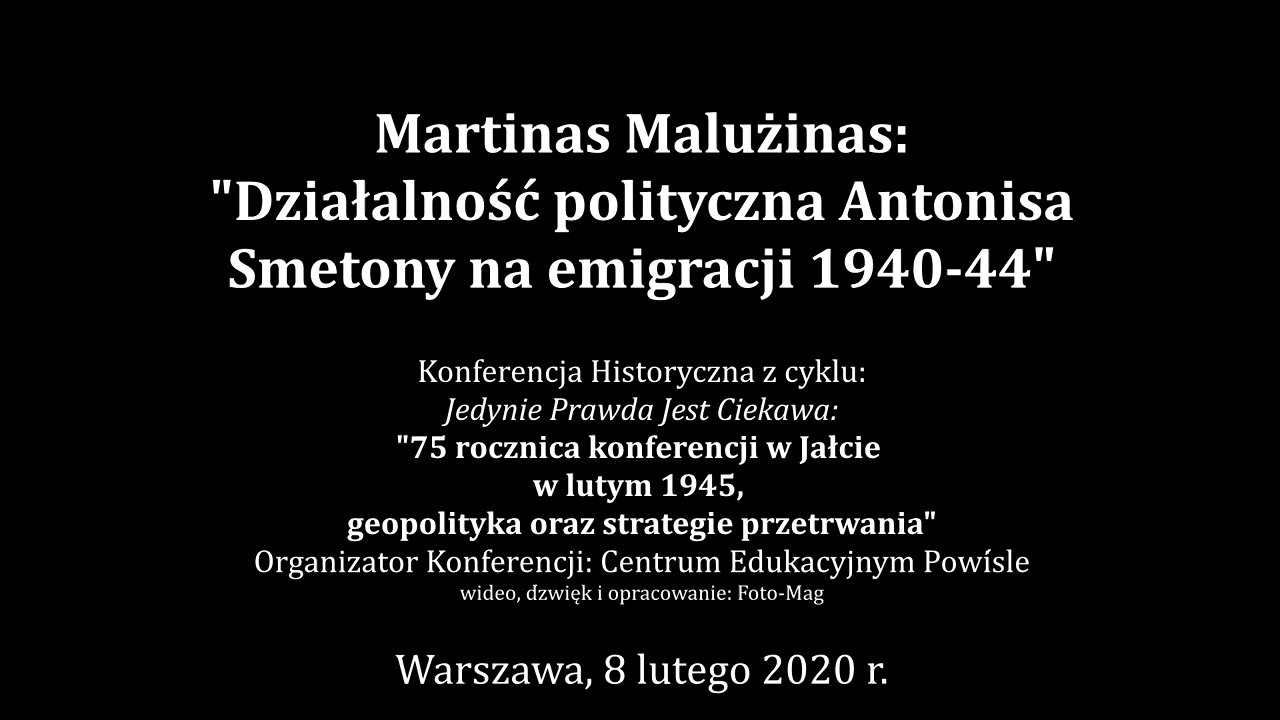 Martinas Malużinas:
"Działalność polityczna Antonisa
Smetony na emigracji 1940-44"
Konferencja Historyczna z cyklu:
Jedynie Prawda Jest Ciekawa:
"75 rocznica konferencji w Jałcie
w lutym 1945,
geopolityka oraz strategie przetrwania"
Organizator Konferencji: Centrum Edukacyjnym Powísle
wideo, dzwięk i opracowanie: Foto-Mag
Warszawa, 8 lutego 2020 r.